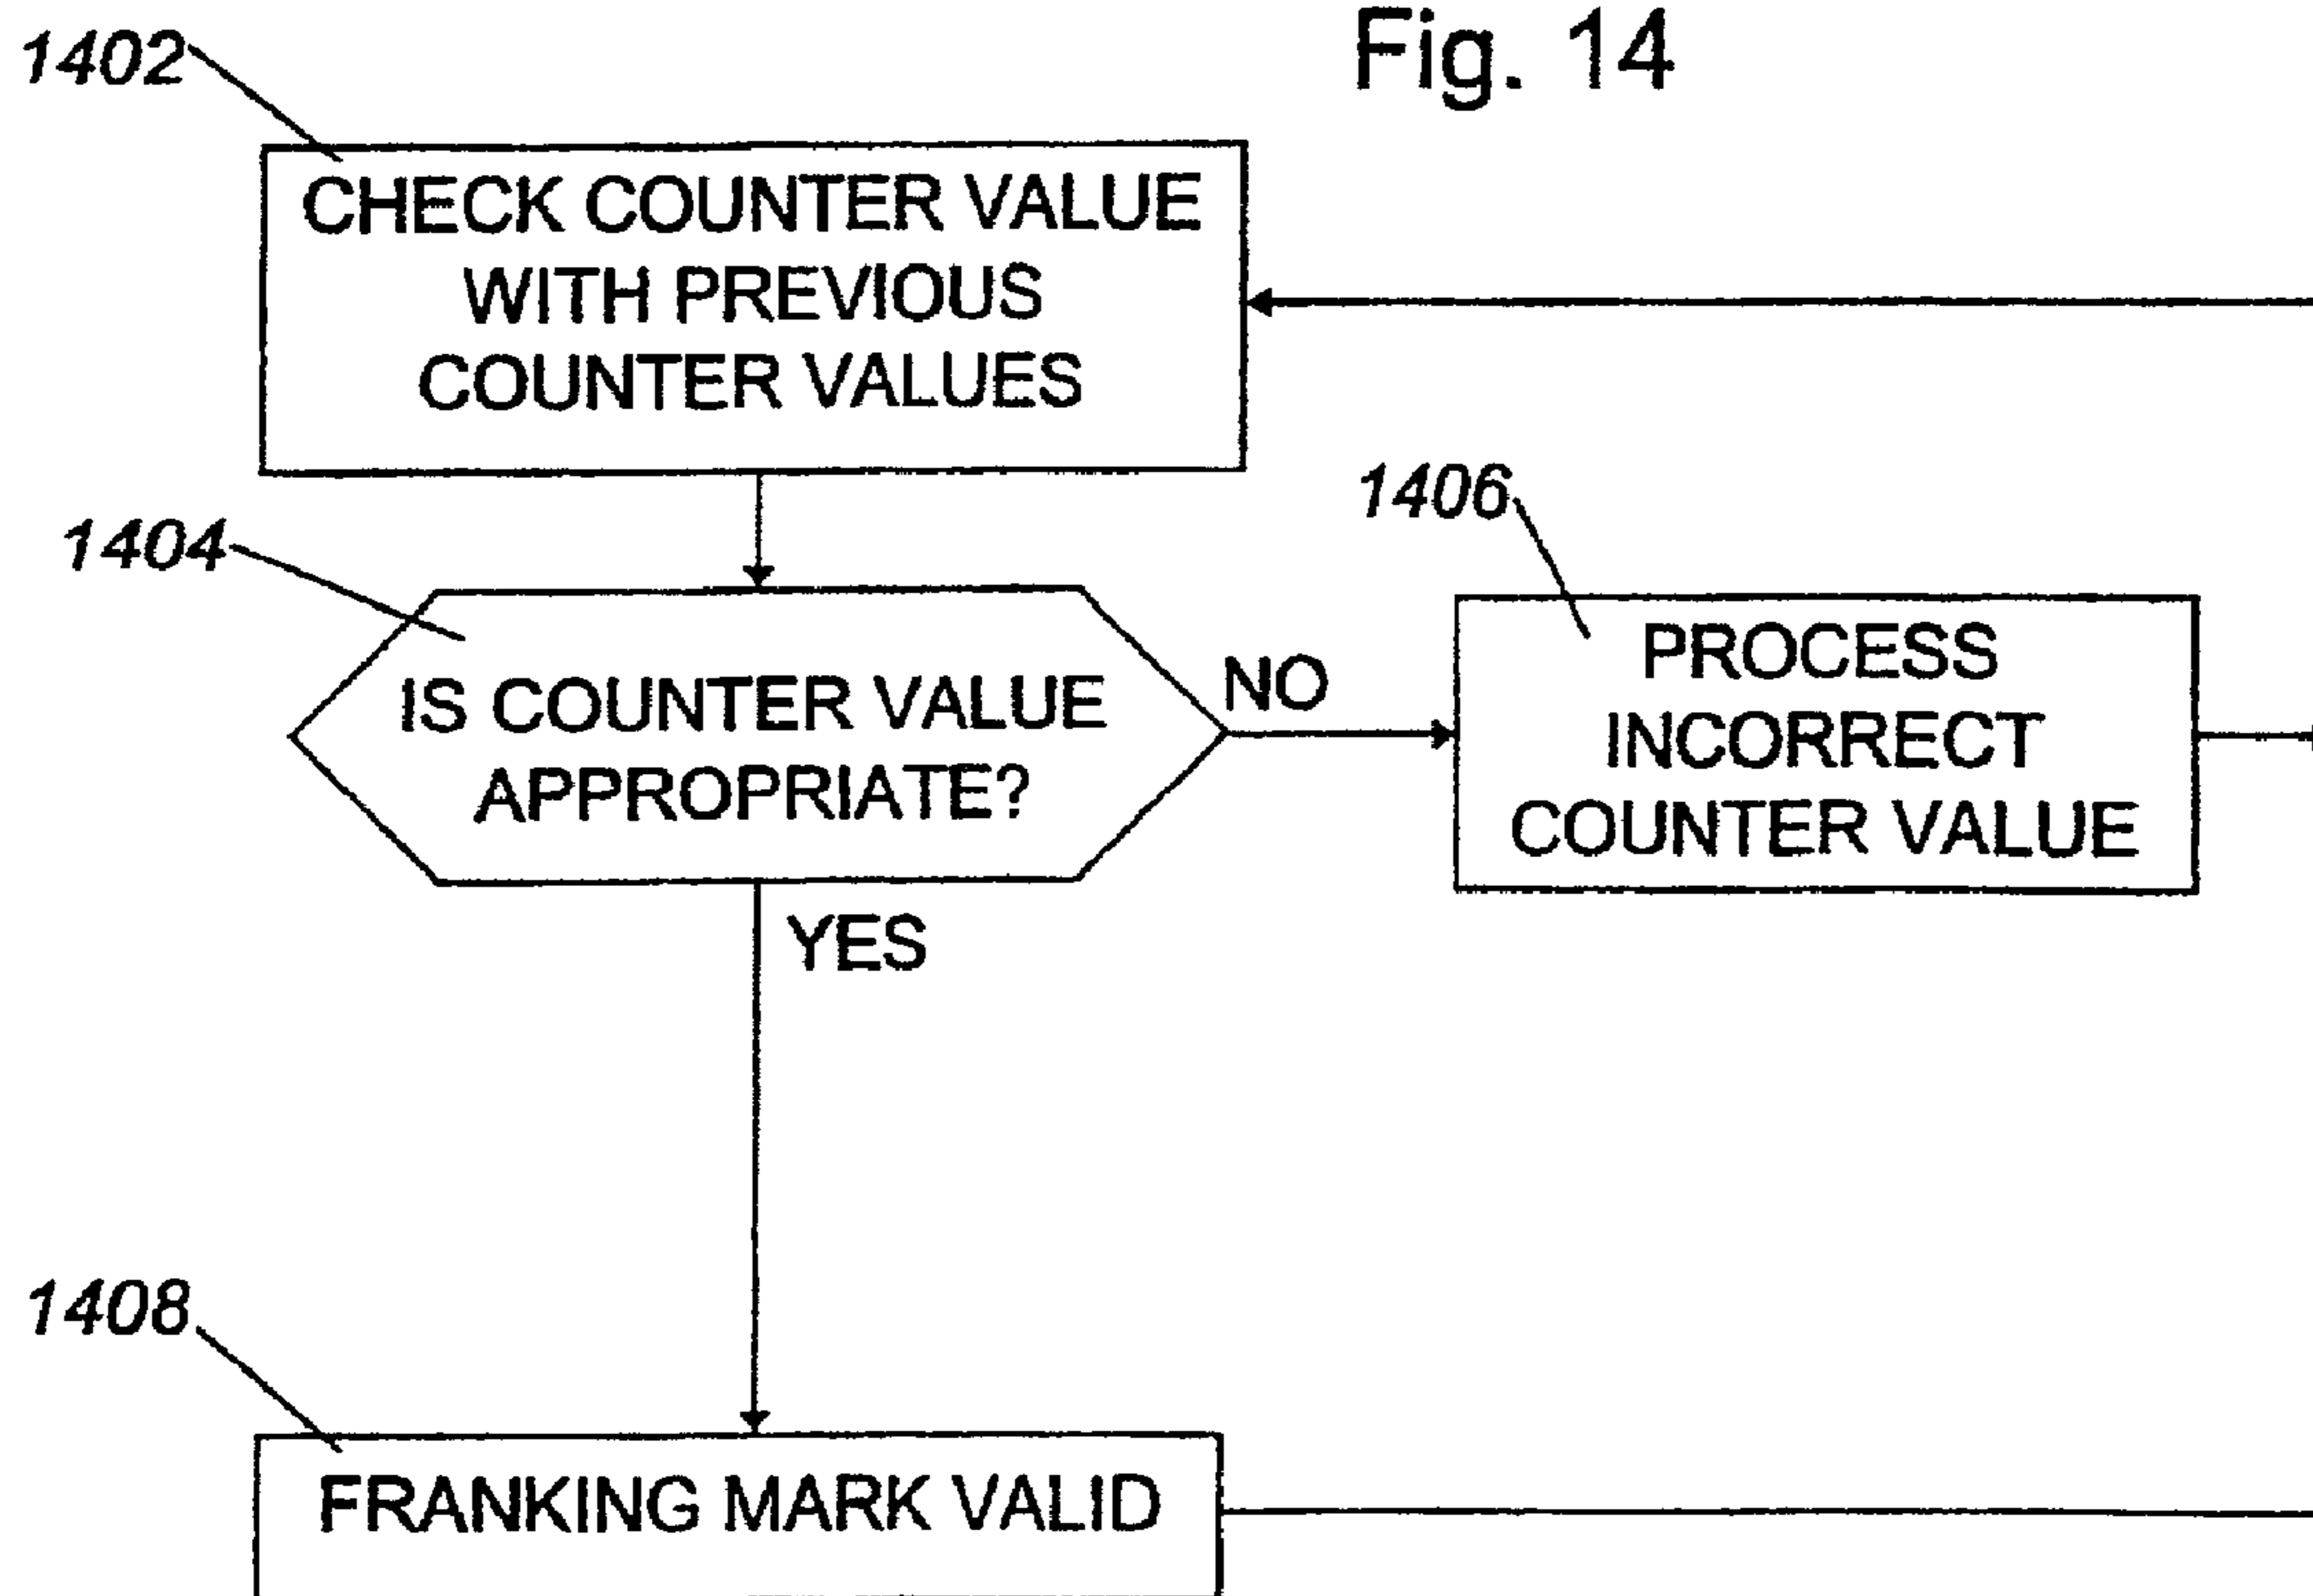 Fig. 14
1402
CHECK COUNTER VALUE
WITH PREVIOUS
COUNTER VALUES
1404
IS COUNTER VALUE
APPROPRIATE?
NO
1406
PROCESS
INCORRECT
COUNTER VALUE
YES
1408
FRANKING MARK VALID